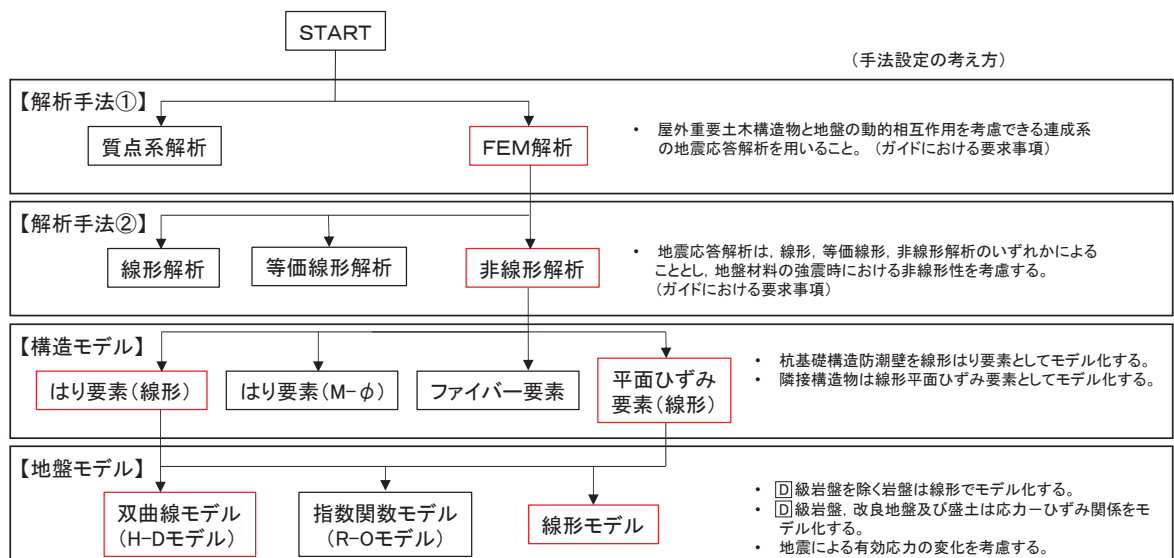 START
(手法設定の考え方)
【解析手法①】
質点系解析
FEM解析
・ 屋外重要土木構造物と地盤の動的相互作用を考慮できる連成系
の地震応答解析を用いること。（ガイドにおける要求事項）
【解析手法②】
線形解析
等価線形解析
非線形解析
・ 地震応答解析は，線形，等価線形，非線形解析のいずれかによる
こととし，地盤材料の強震時における非線形性を考慮する。
（ガイドにおける要求事項）
【構造モデル】
はり要素（線形）
はり要素（M-φ）
ファイバー要素
平面ひずみ
要素（線形）
・ 杭基礎構造防潮壁を線形はり要素としてモデル化する。
・ 隣接構造物は線形平面ひずみ要素としてモデル化する。
【地盤モデル】
双曲線モデル
（H-Dモデル）
指数関数モデル
（R-Oモデル）
線形モデル
・ D級岩盤を除く岩盤は線形でモデル化する。
・ D級岩盤，改良地盤及び盛土は応力ーひずみ関係をモ
デル化する。
・ 地震による有効応力の変化を考慮する。